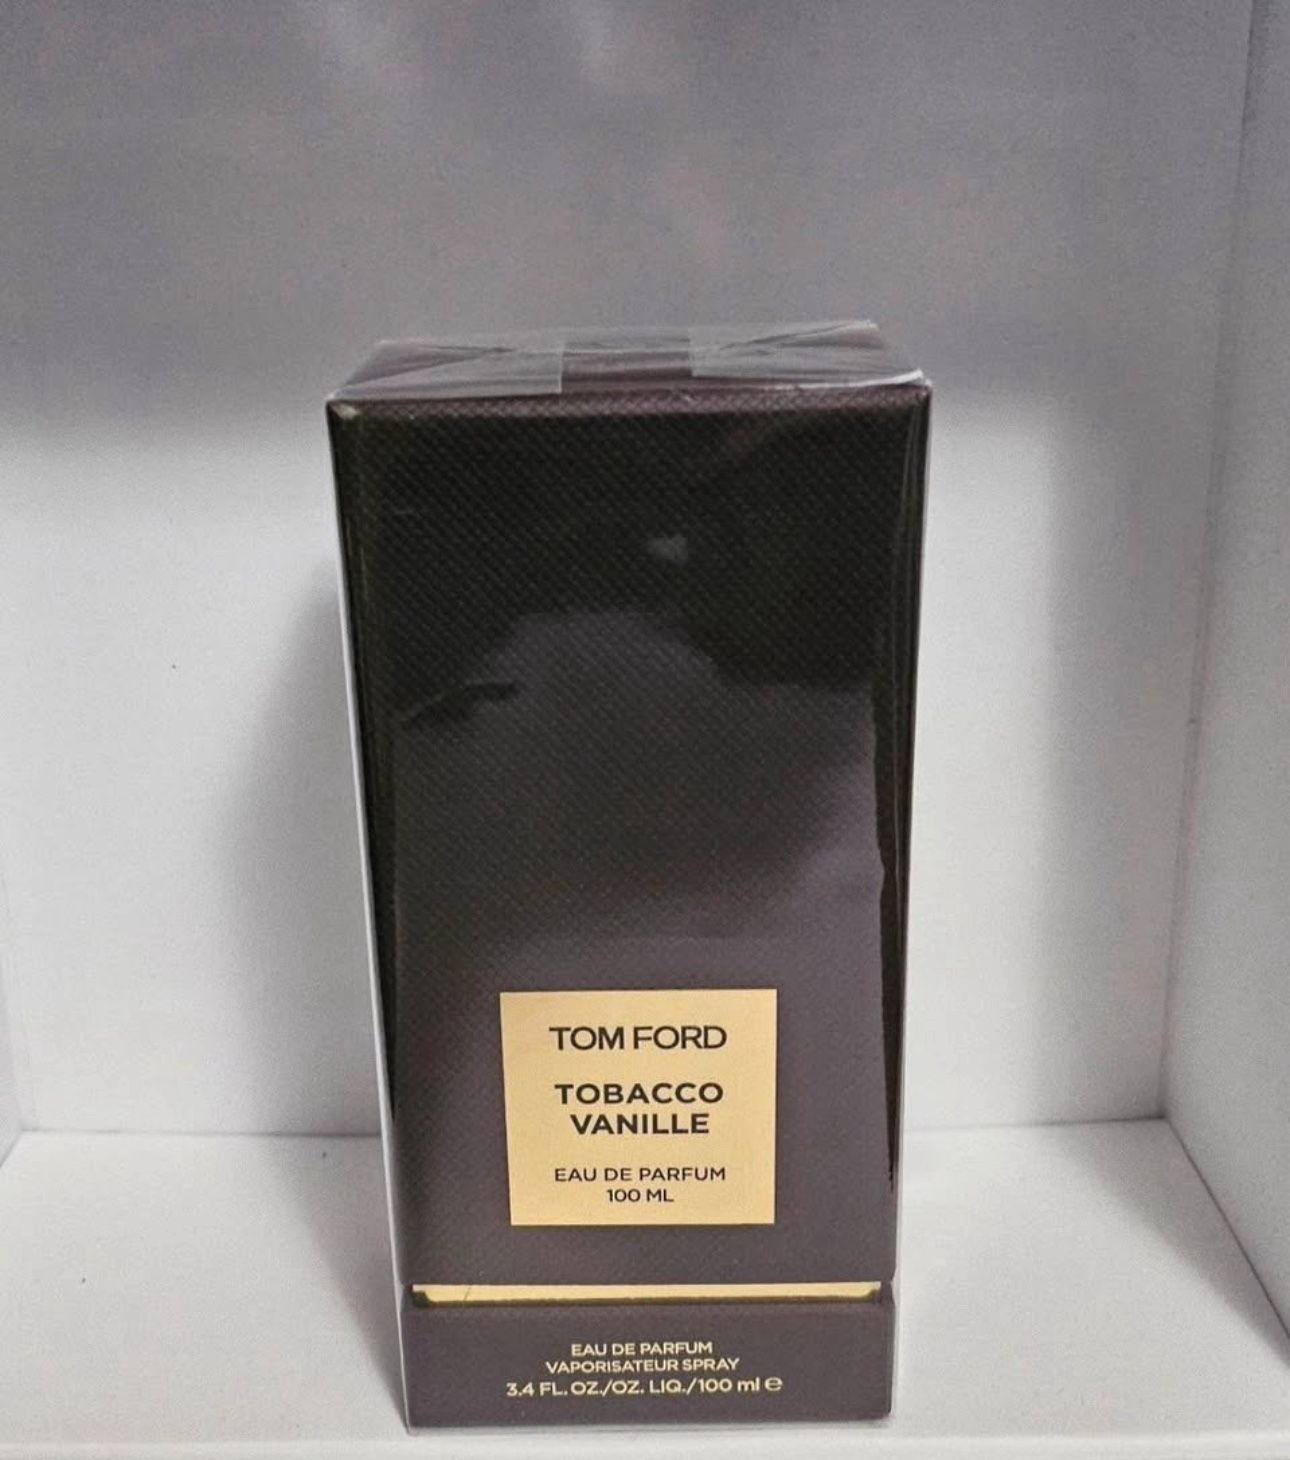 TOM FORD
TOBACCO
VANILLE
EAU DE PARFUM
100 ML
EAU DE PARFUM
VAPORISATEUR SPRAY
3.4 FL. OZ./OZ. LIQ./100 ml ℮